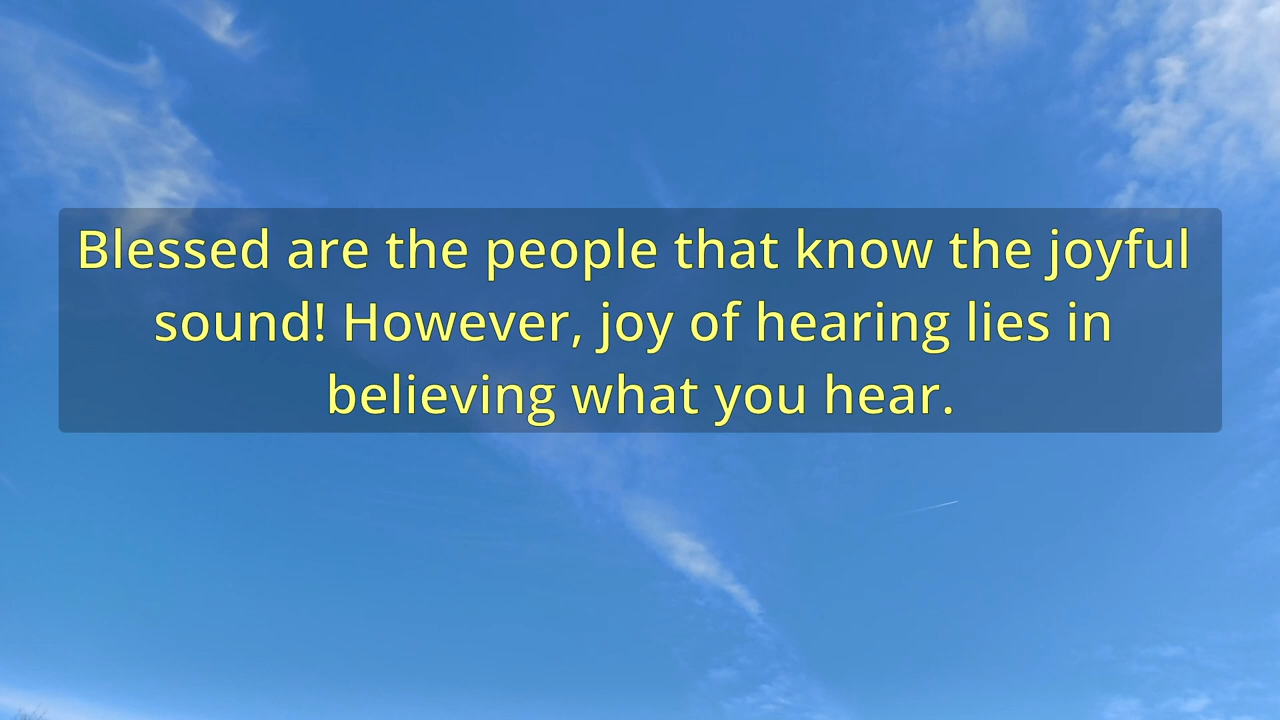 Blessed are the people that know the joyful
sound! However, joy of hearing lies in
believing what you hear.